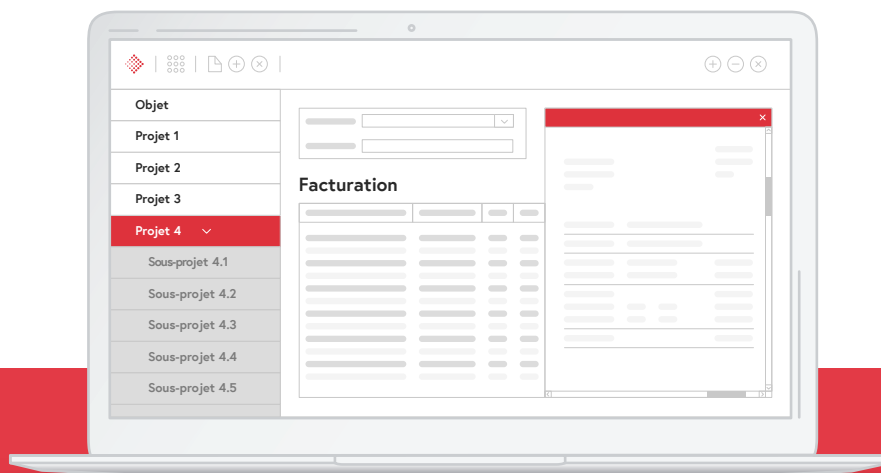 Objet
Projet 1
Projet 2
Projet 3
Projet 4
Sous-projet 4.1
Sous-projet 4.2
Sous-projet 4.3
Sous-projet 4.4
Sous-projet 4.5
Facturation